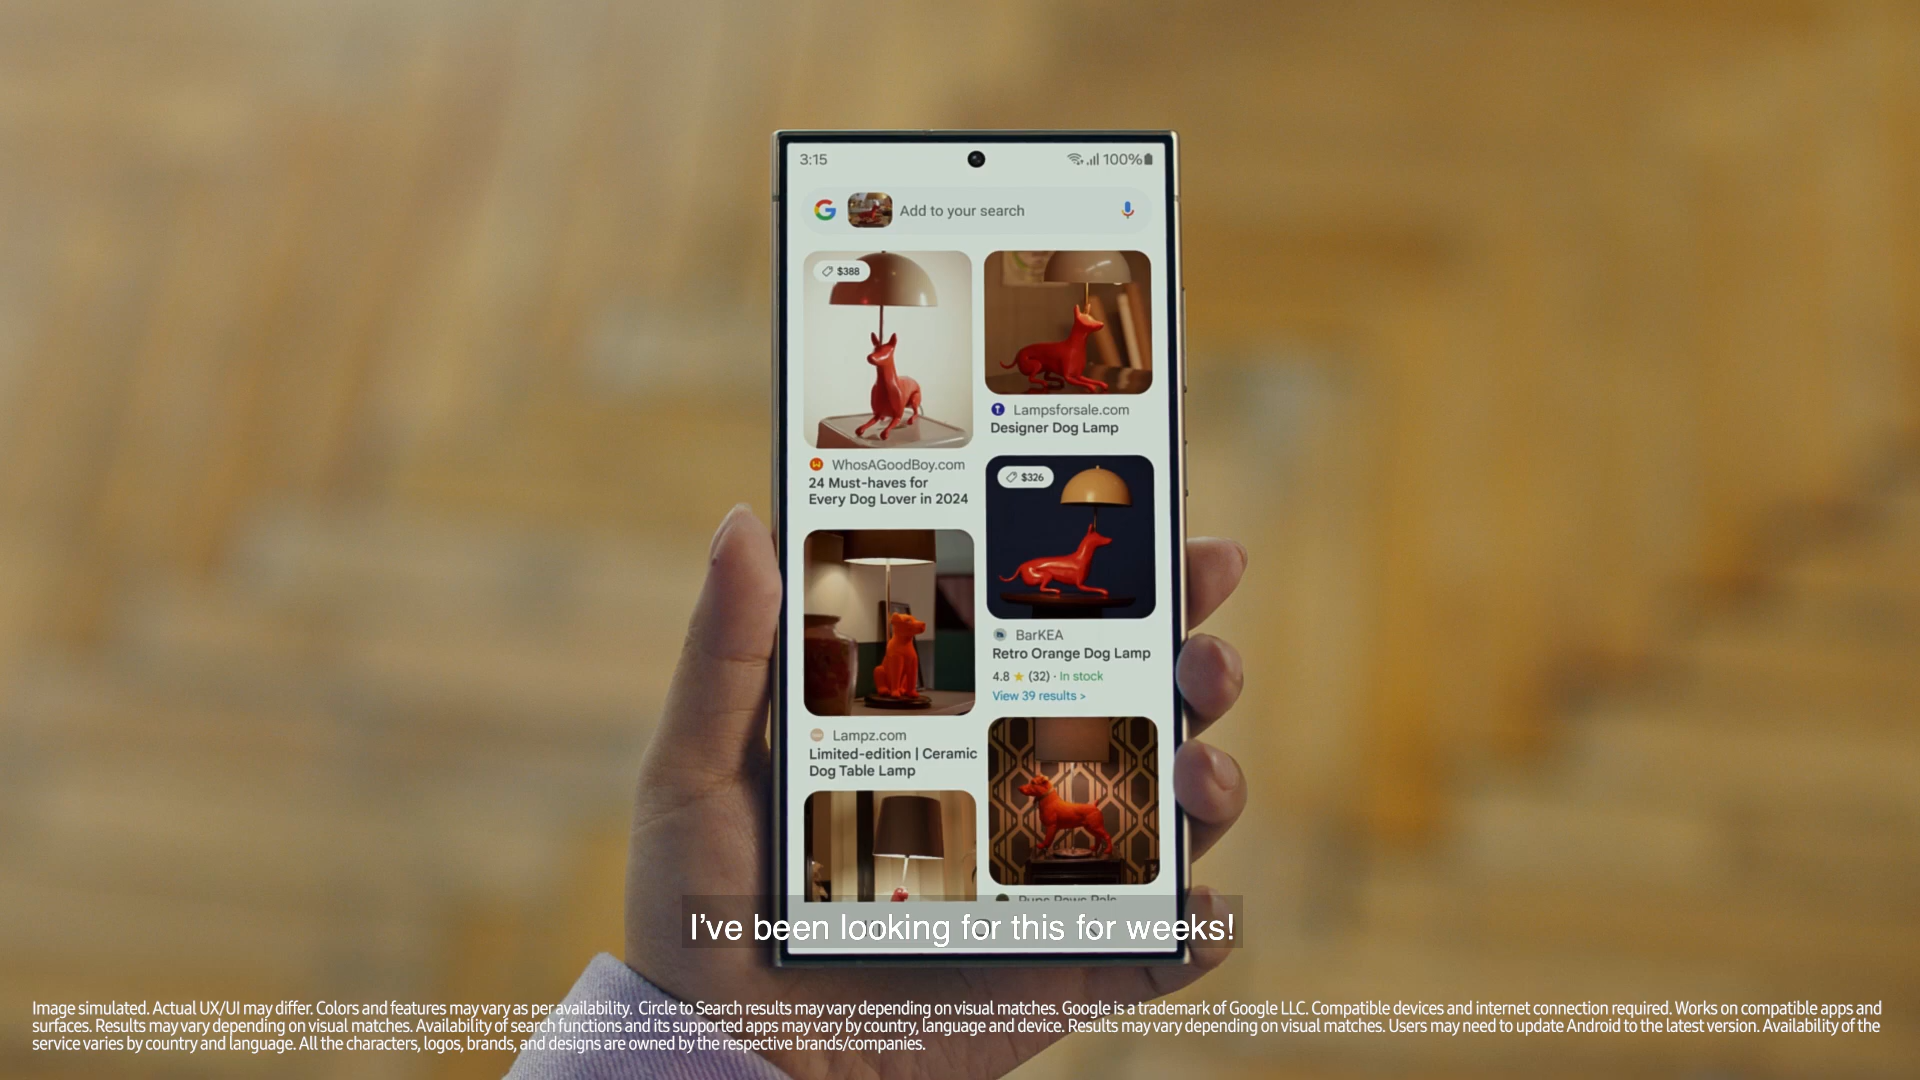 3:15
100%
G
Add to your search
$388
WhosAGoodBoy.com
24 Must-haves for
Every Dog Lover in 2024
Lampz.com
Limited-edition | Ceramic
Dog Table Lamp
Lampsforsale.com
Designer Dog Lamp
$326
BarKEA
Retro Orange Dog Lamp
4.8 ★ (32) · In stock
View 39 results >
Pups Paws Pals
I've been looking for this for weeks!
Image simulated. Actual UX/UI may differ. Colors and features may vary as per availability. Circle to Search results may vary depending on visual matches. Google is a trademark of Google LLC. Compatible devices and internet connection required. Works on compatible apps and
surfaces. Results may vary depending on visual matches. Availability of search functions and its supported apps may vary by country, language and device. Results may vary depending on visual matches. Users may need to update Android to the latest version. Availability of the
service varies by country and language. All the characters, logos, brands, and designs are owned by the respective brands/companies.